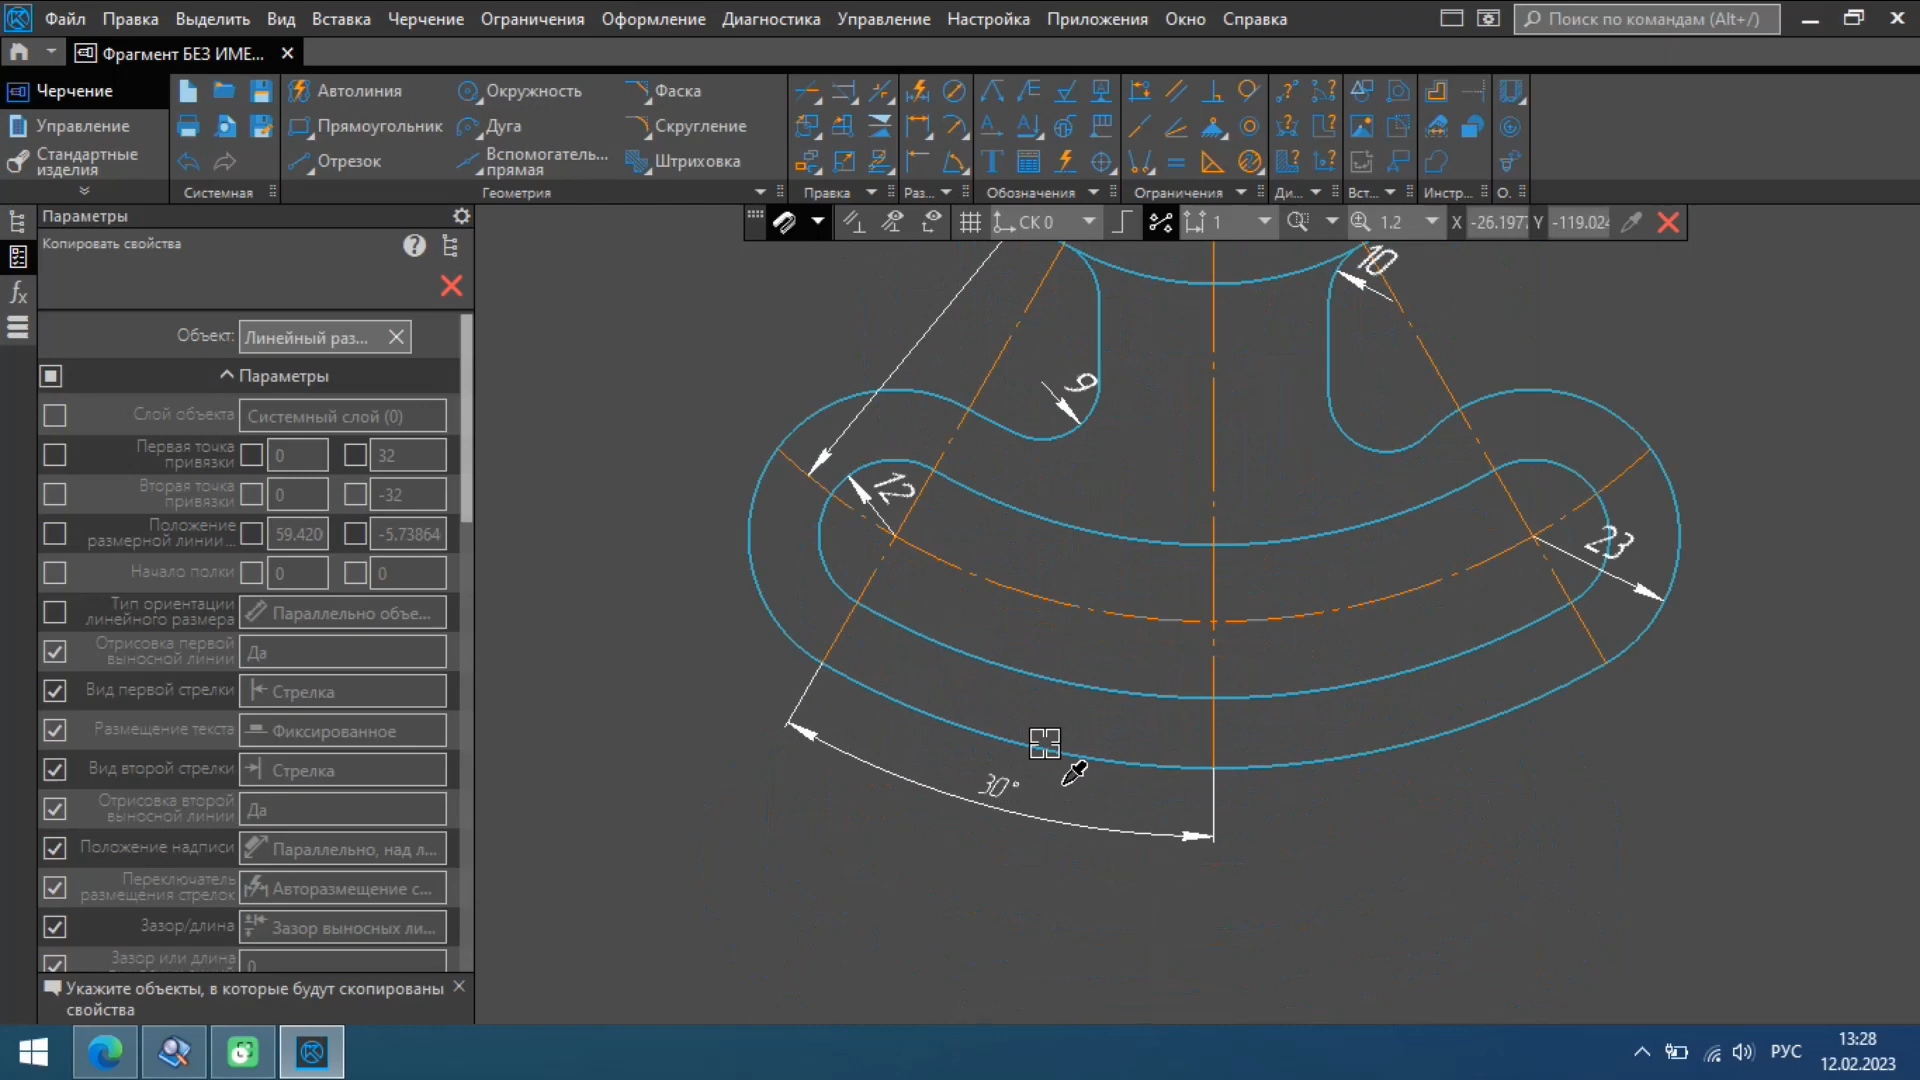 Файл Правка Выделить Вид Вставка Черчение Ограничения Оформление Диагностика Управление Настройка Приложения Окно Справка Поиск по командам (Alt+/)
Фрагмент БЕЗ ИМЕ...
Черчение
Управление
Стандартные
изделия
Системная
Автолиния
Прямоугольник
Отрезок
Окружность
Дуга
Вспомогатель...
прямая
Фаска
Скругление
Штриховка
Геометрия
Правка
Раз...
Обозначения
Ограничения
Ди...
Вст...
Инстр...
О.
СК 0
1
1.2
X -26.197
Y -119.024
Параметры
Копировать свойства
Объект: Линейный раз...
Параметры
Слой объекта Системный слой (0)
Первая точка
привязки 0 32
Вторая точка
привязки 0 -32
Положение
размерной линии... 59.420 -5.73864
Начало полки 0 0
Тип ориентации
линейного размера Параллельно объе...
Отрисовка первой
выносной линии Да
Вид первой стрелки Стрелка
Размещение текста Фиксированное
Вид второй стрелки Стрелка
Отрисовка второй
выносной линии Да
Положение надписи Параллельно, над л...
Переключатель
размещения стрелок Авторазмещение с...
Зазор/длина Зазор выносных ли...
Зазор или длина
0
Укажите объекты, в которые будут скопированы
свойства
10
9
12
23
30°
РУС
13:28
12.02.2023